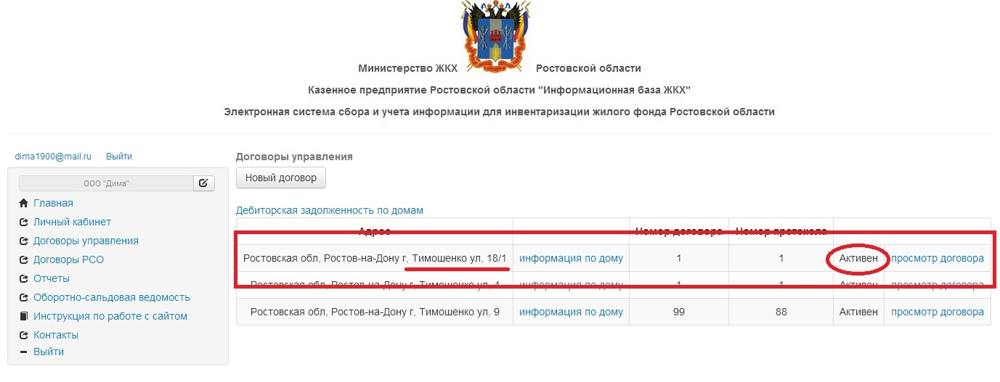 Министерство ЖКХ Ростовской области
Казенное предприятие Ростовской области "Информационная база ЖКХ"
Электронная система сбора и учета информации для инвентаризации жилого фонда Ростовской области
dima1900@mail.ru Выйти
ООО "Дима"
Главная
Личный кабинет
Договоры управления
Договоры РСО
Отчеты
Оборотно-сальдовая ведомость
Инструкция по работе с сайтом
Контакты
Выйти
Договоры управления
Новый договор
Дебиторская задолженность по домам
Адрес Номер договора Номер протокола
Ростовская обл, Ростов-на-Дону г, Тимошенко ул, 18/1 информация по дому 1 1 Активен просмотр договора
Ростовская обл, Ростов-на-Дону г, Тимошенко ул, 4 информация по дому 1 1 Активен просмотр договора
Ростовская обл, Ростов-на-Дону г, Тимошенко ул, 9 информация по дому 99 88 Активен просмотр договора